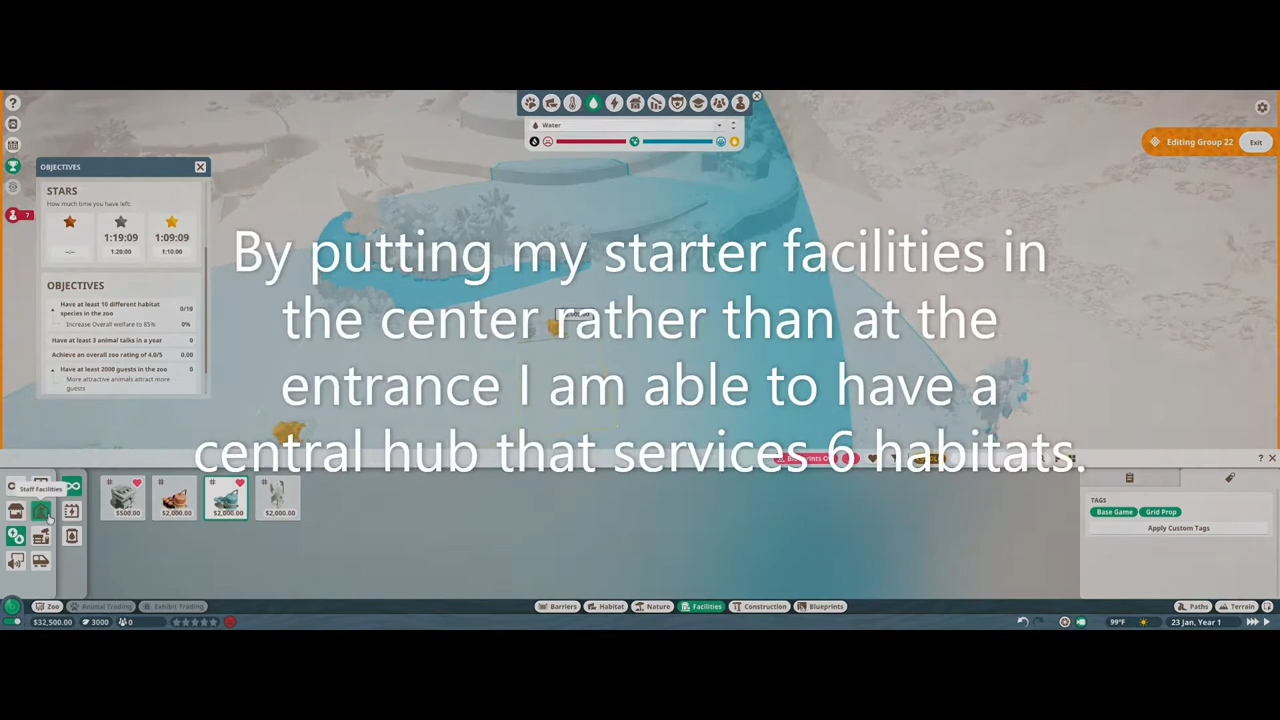 Water
Editing Group 22
Exit
OBJECTIVES
STARS
How much time you have left:
1:19:09
1:09:09
--:--
1:20:00
1:10:00
OBJECTIVES
Have at least 10 different habitat
species in the zoo
0/10
Increase Overall welfare to 85%
0%
Have at least 3 animal talks in a year
0
Achieve an overall zoo rating of 4.0/5
0.00
Have at least 2000 guests in the zoo
0
More attractive animals attract more
guests
7
By putting my starter facilities in
the center rather than at the
entrance I am able to have a
central hub that services 6 habitats.
Staff Facilities
$500.00
$2,000.00
$2,000.00
$2,000.00
TAGS
Base Game
Grid Prop
Apply Custom Tags
Zoo
Animal Trading
Exhibit Trading
Barriers
Habitat
Nature
Facilities
Construction
Blueprints
Paths
Terrain
$32,500.00
3000
0
99°F
23 Jan, Year 1